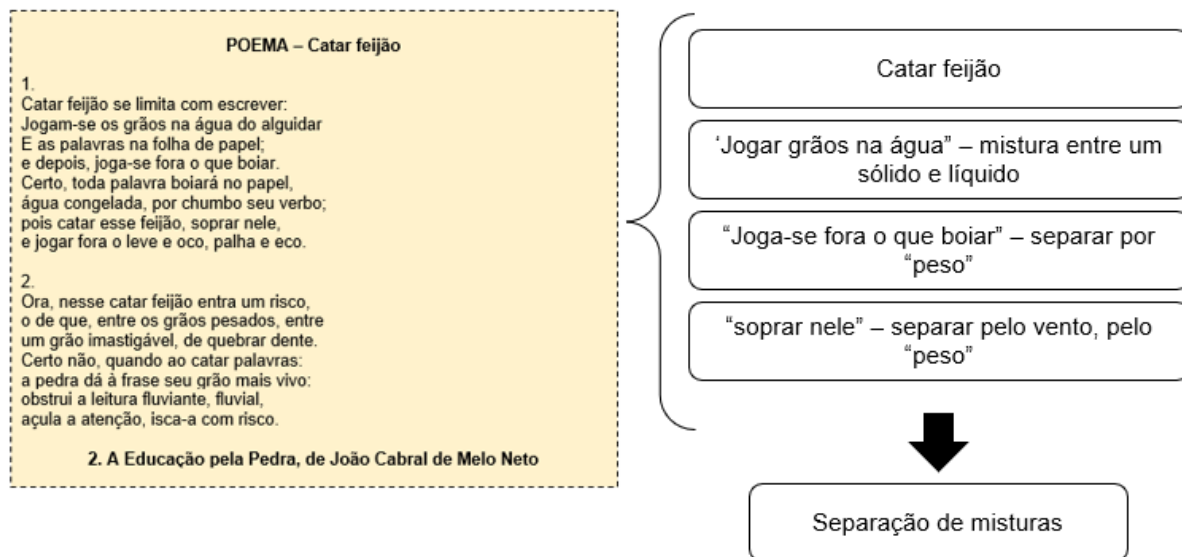 POEMA – Catar feijão
1.
Catar feijão se limita com escrever:
Jogam-se os grãos na água do alguidar
E as palavras na folha de papel;
e depois, joga-se fora o que boiar.
Certo, toda palavra boiará no papel,
água congelada, por chumbo seu verbo;
pois catar esse feijão, soprar nele,
e jogar fora o leve e oco, palha e eco.
2.
Ora, nesse catar feijão entra um risco,
o de que, entre os grãos pesados, entre
um grão imastigável, de quebrar dente.
Certo não, quando ao catar palavras:
a pedra dá à frase seu grão mais vivo:
obstrui a leitura fluviante, fluvial,
açula a atenção, isca-a com risco.
2. A Educação pela Pedra, de João Cabral de Melo Neto
Catar feijão
‘Jogar grãos na água” – mistura entre um
sólido e líquido
“Joga-se fora o que boiar” – separar por
“peso”
“soprar nele” – separar pelo vento, pelo
“peso”
Separação de misturas